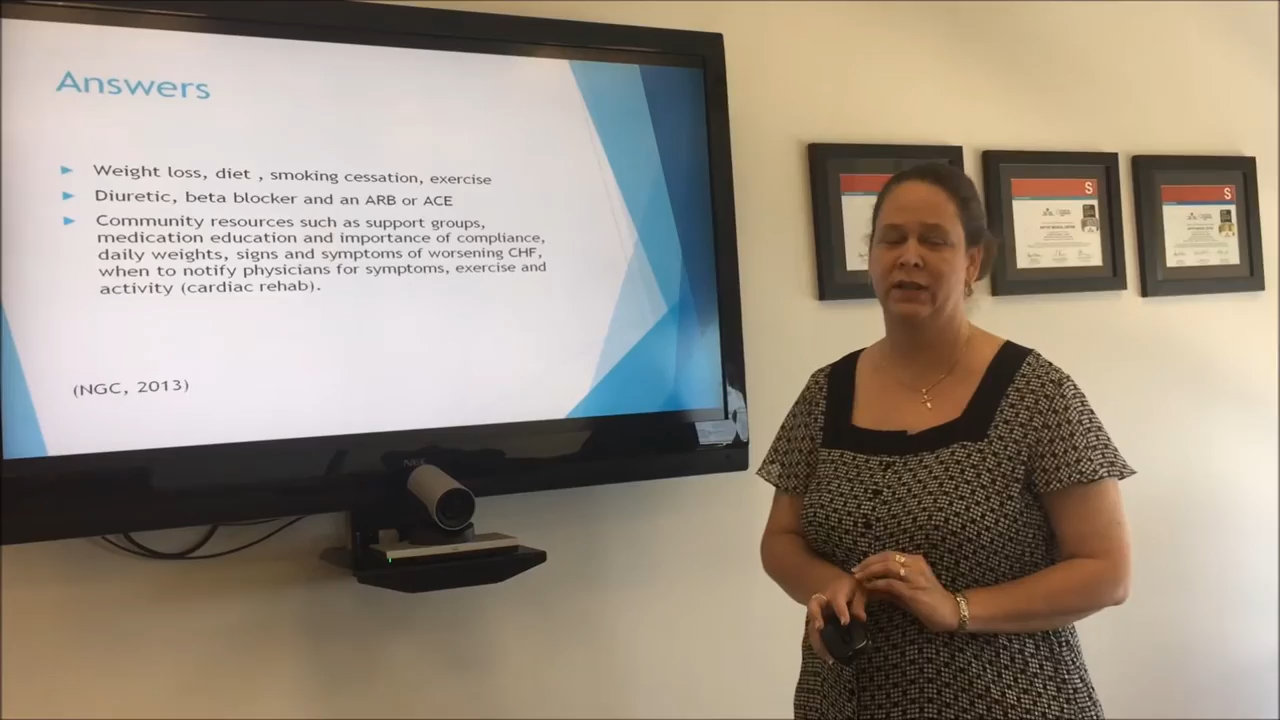 Answers
Weight loss, diet , smoking cessation, exercise
Diuretic, beta blocker and an ARB or ACE
Community resources such as support groups,
medication education and importance of compliance,
daily weights, signs and symptoms of worsening CHF,
when to notify physicians for symptoms, exercise and
activity (cardiac rehab).
(NGC, 2013)
NEC
S
S